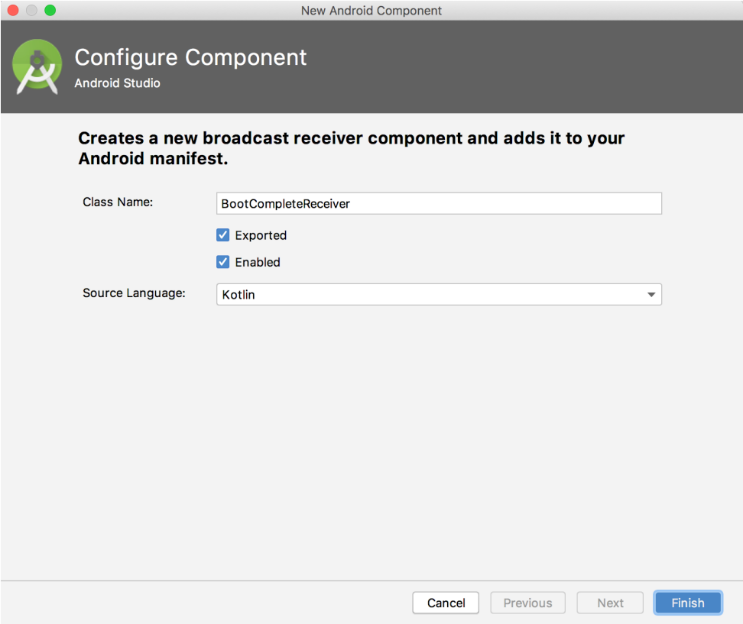 New Android Component
Configure Component
Android Studio
Creates a new broadcast receiver component and adds it to your
Android manifest.
Class Name:
BootCompleteReceiver
Exported
Enabled
Source Language:
Kotlin
Cancel
Previous
Next
Finish